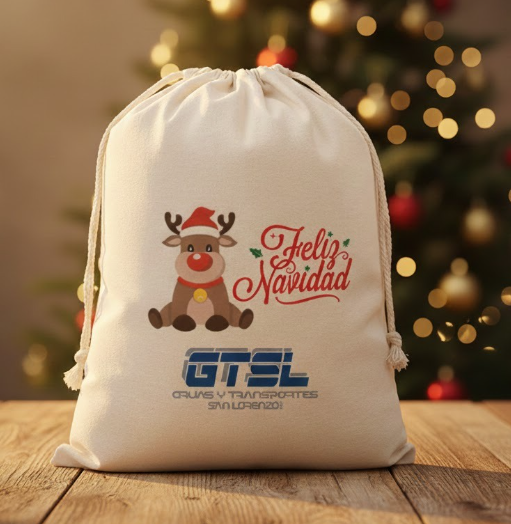 Feliz
Navidad
GTSL
GRUAS Y TRANSPORTES
SAN LORENZO